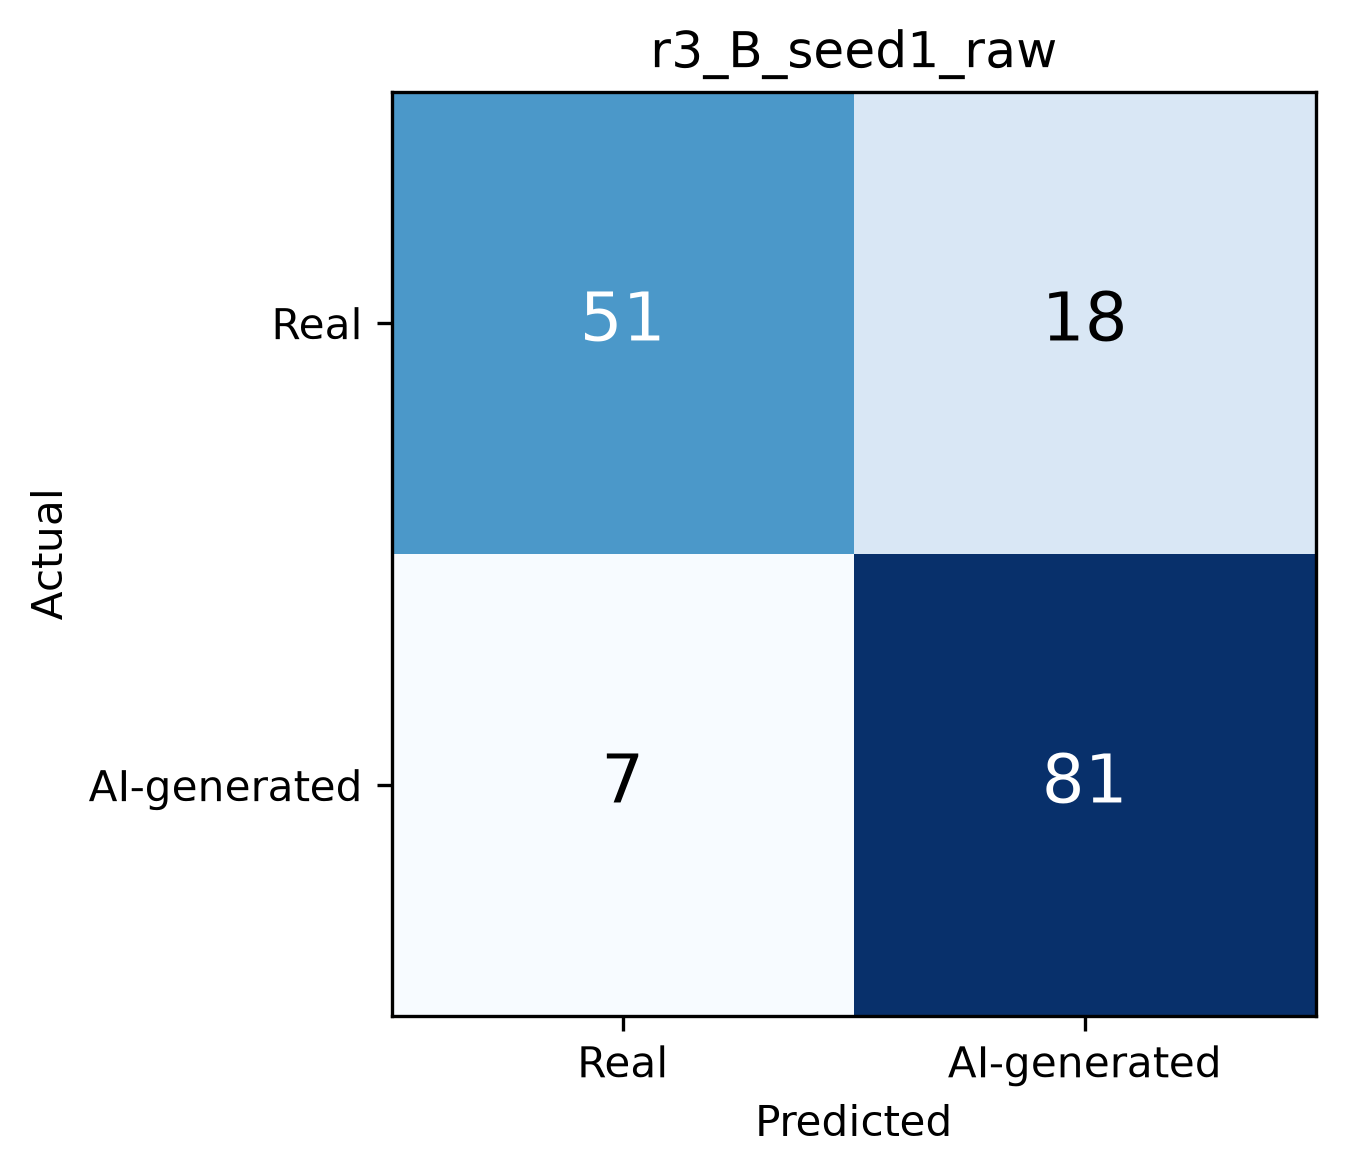 r3_B_seed1_raw
Real
51
18
Actual
AI-generated
7
81
Real
AI-generated
Predicted